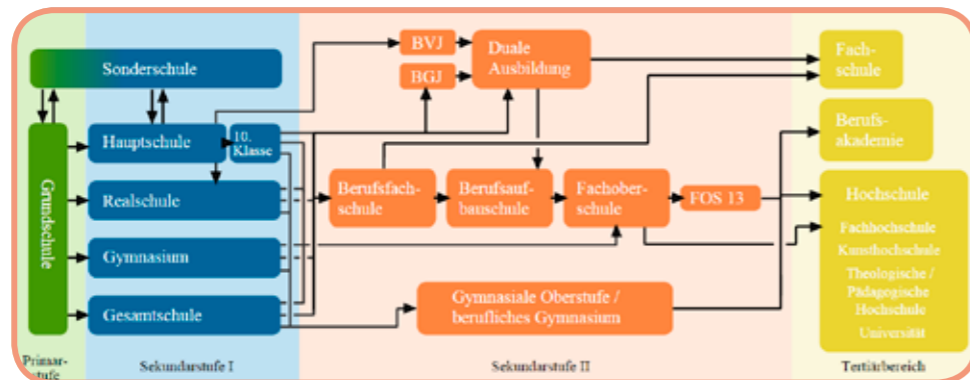 Sonderschule
Grundschule
Hauptschule
10.
Klasse
Realschule
Gymnasium
Gesamtschule
BVJ
BGJ
Duale
Ausbildung
Berufsfach-
schule
Berufsauf-
bauschule
Fachober-
schule
FOS 13
Gymnasiale Oberstufe /
berufliches Gymnasium
Fach-
schule
Berufs-
akademie
Hochschule
Fachhochschule
Kunsthochschule
Theologische /
Pädagogische
Hochschule
Universität
Primar-
stufe
Sekundarstufe I
Sekundarstufe II
Tertiärbereich